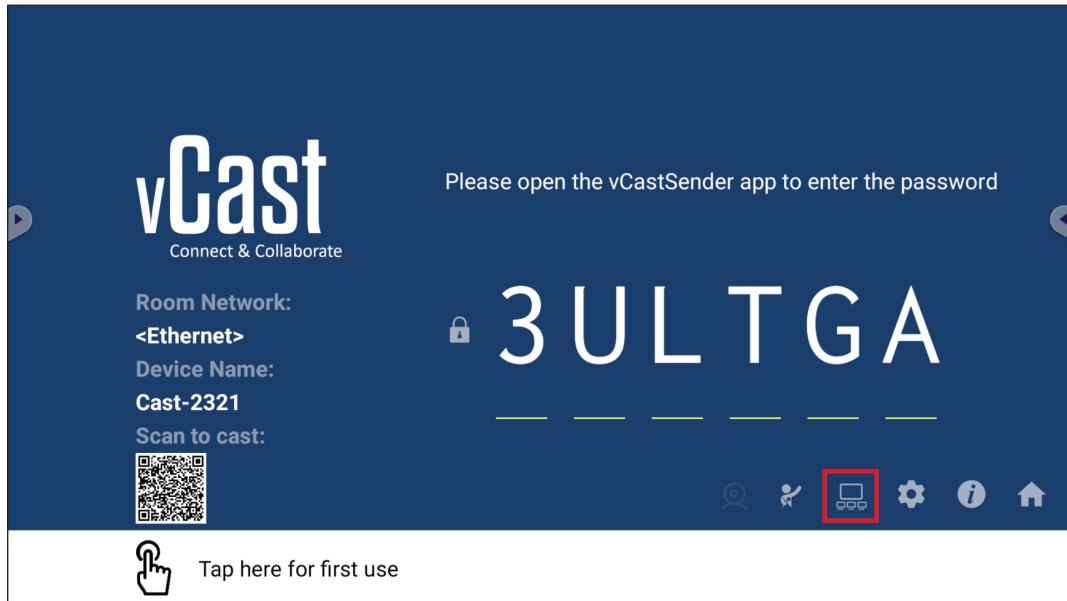 vCast
Connect & Collaborate
Please open the vCastSender app to enter the password
Room Network:
<Ethernet>
Device Name:
Cast-2321
Scan to cast:
3ULTGA
Tap here for first use